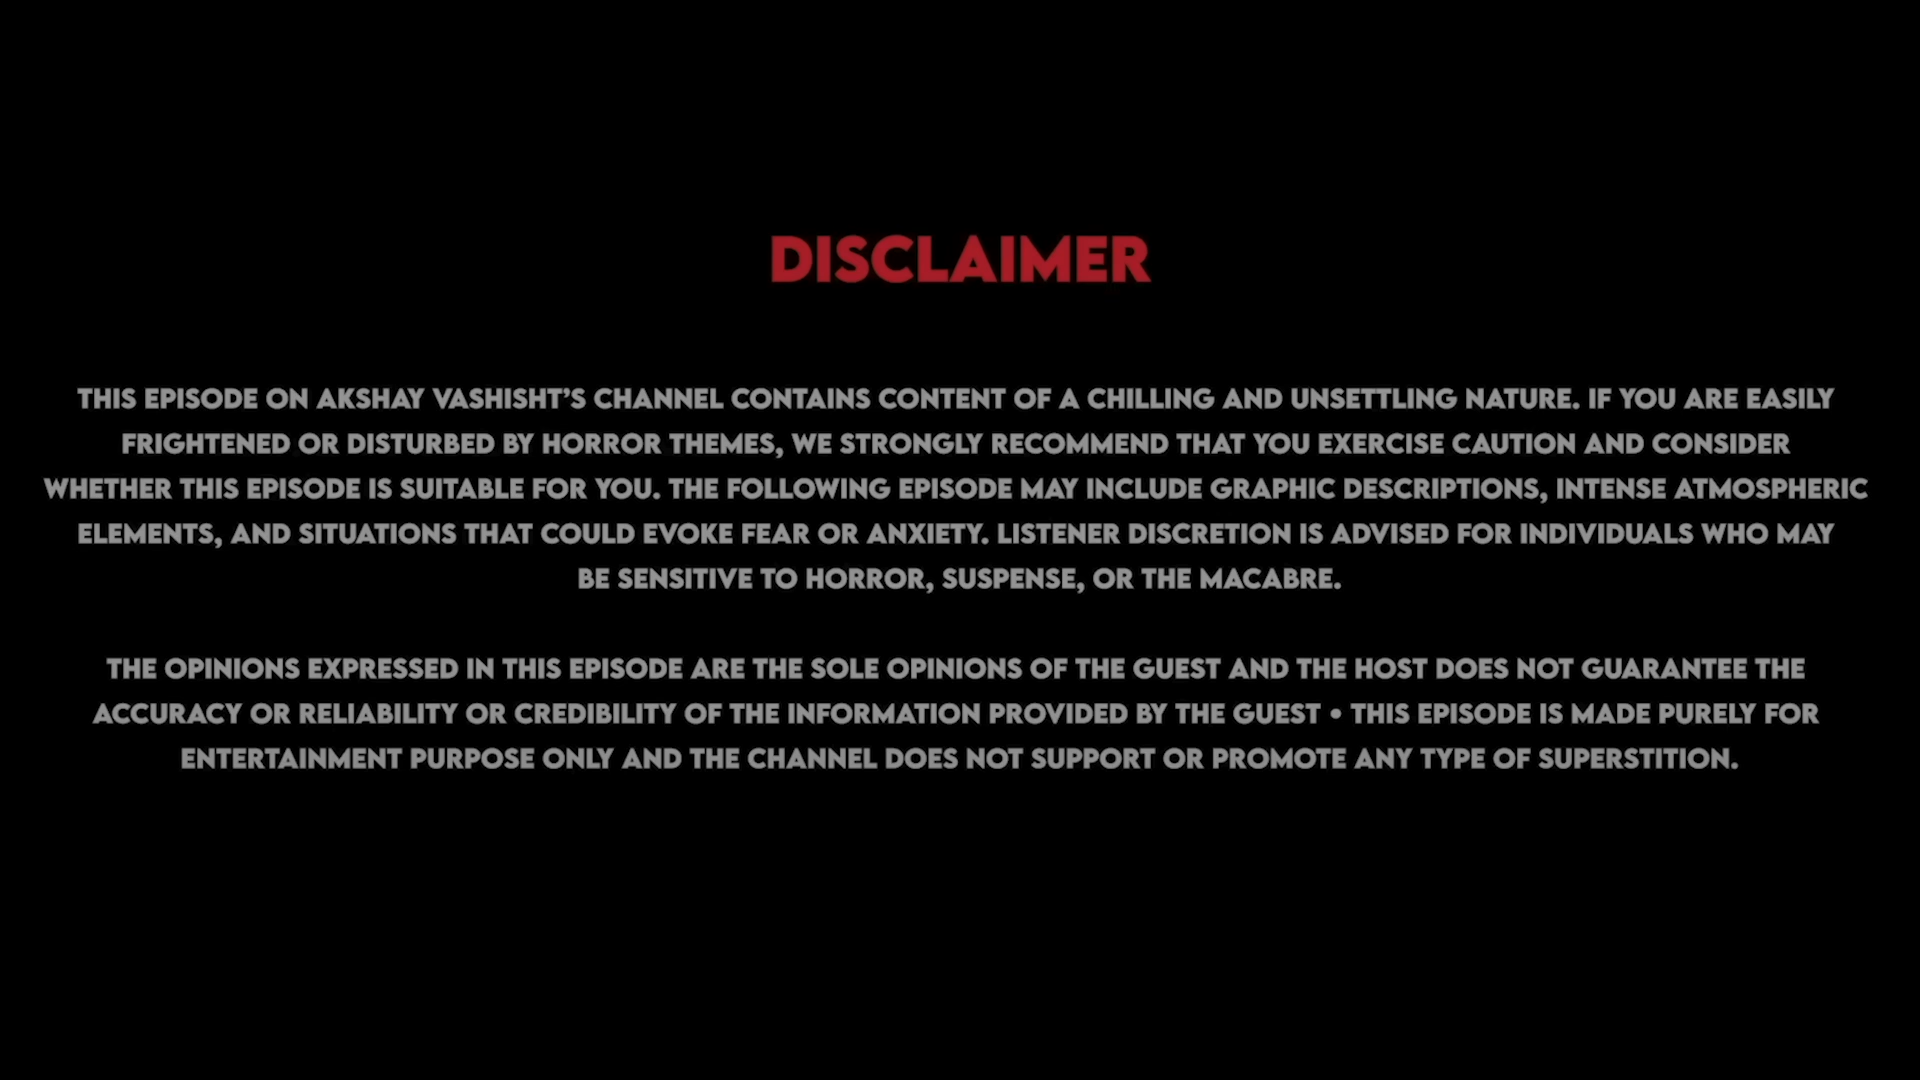 DISCLAIMER
THIS EPISODE ON AKSHAY VASHISHT’S CHANNEL CONTAINS CONTENT OF A CHILLING AND UNSETTLING NATURE. IF YOU ARE EASILY
FRIGHTENED OR DISTURBED BY HORROR THEMES, WE STRONGLY RECOMMEND THAT YOU EXERCISE CAUTION AND CONSIDER
WHETHER THIS EPISODE IS SUITABLE FOR YOU. THE FOLLOWING EPISODE MAY INCLUDE GRAPHIC DESCRIPTIONS, INTENSE ATMOSPHERIC
ELEMENTS, AND SITUATIONS THAT COULD EVOKE FEAR OR ANXIETY. LISTENER DISCRETION IS ADVISED FOR INDIVIDUALS WHO MAY
BE SENSITIVE TO HORROR, SUSPENSE, OR THE MACABRE.
THE OPINIONS EXPRESSED IN THIS EPISODE ARE THE SOLE OPINIONS OF THE GUEST AND THE HOST DOES NOT GUARANTEE THE
ACCURACY OR RELIABILITY OR CREDIBILITY OF THE INFORMATION PROVIDED BY THE GUEST • THIS EPISODE IS MADE PURELY FOR
ENTERTAINMENT PURPOSE ONLY AND THE CHANNEL DOES NOT SUPPORT OR PROMOTE ANY TYPE OF SUPERSTITION.